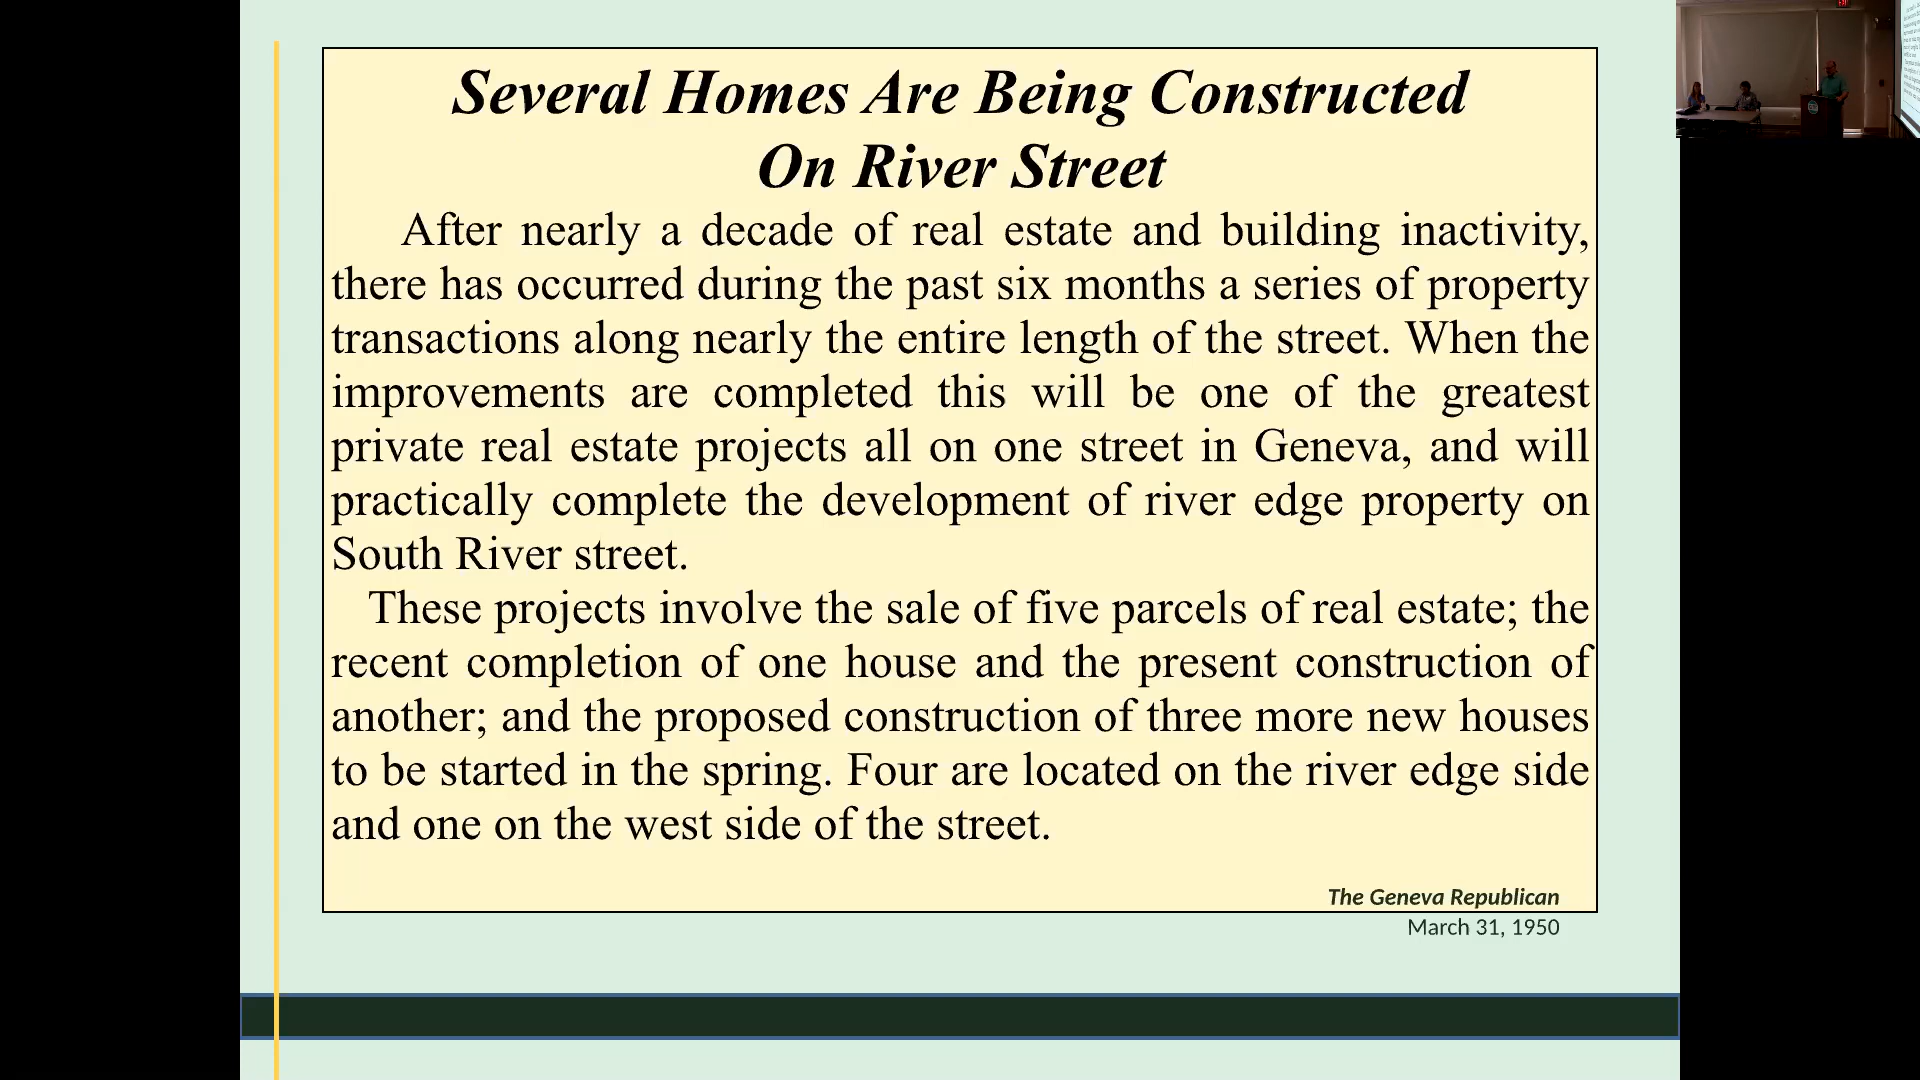 Several Homes Are Being Constructed
On River Street
After nearly a decade of real estate and building inactivity,
there has occurred during the past six months a series of property
transactions along nearly the entire length of the street. When the
improvements are completed this will be one of the greatest
private real estate projects all on one street in Geneva, and will
practically complete the development of river edge property on
South River street.
These projects involve the sale of five parcels of real estate; the
recent completion of one house and the present construction of
another; and the proposed construction of three more new houses
to be started in the spring. Four are located on the river edge side
and one on the west side of the street.
The Geneva Republican
March 31, 1950